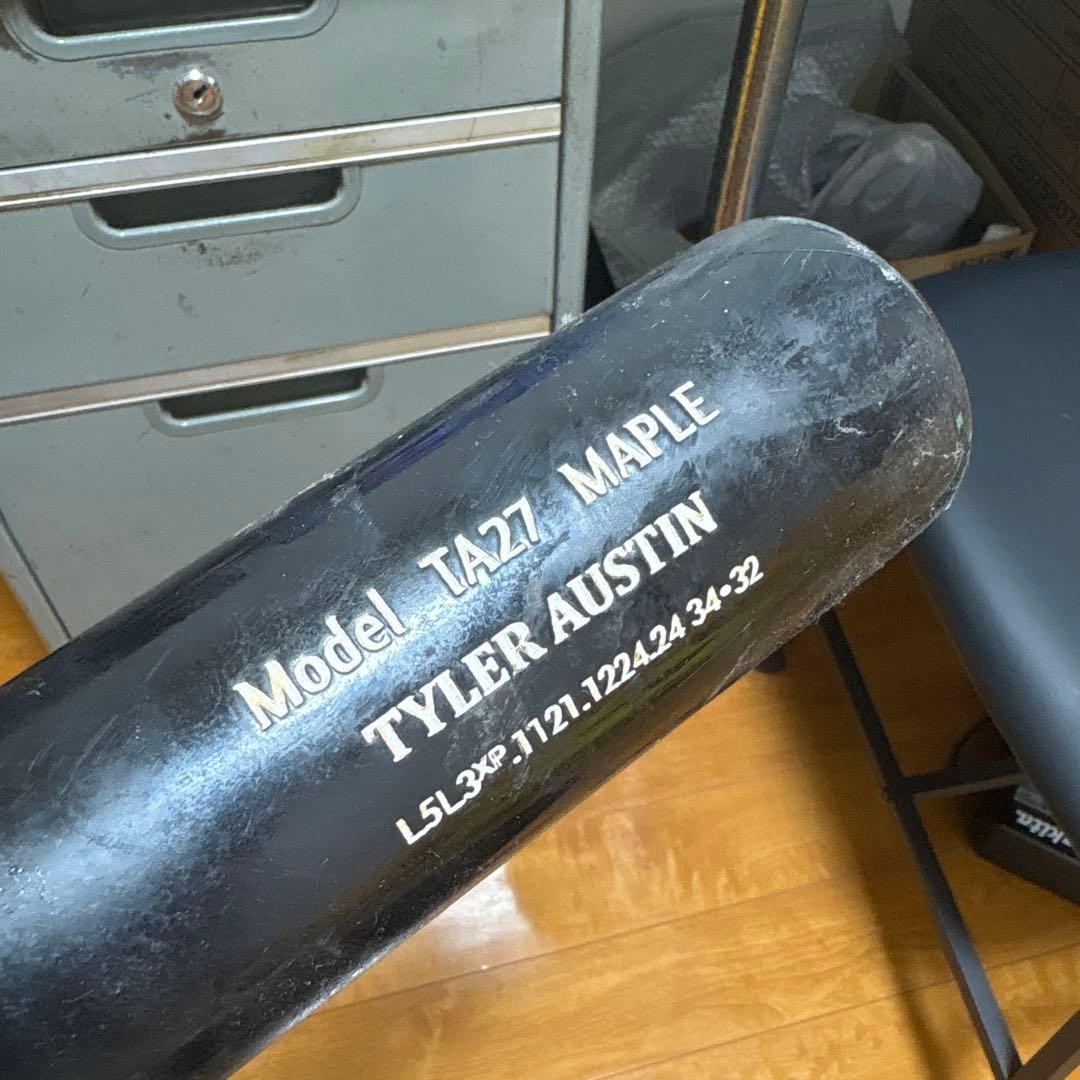 Model TA27 MAPLE
TYLER AUSTIN
L5L3XP.1121.1224.24 34•32